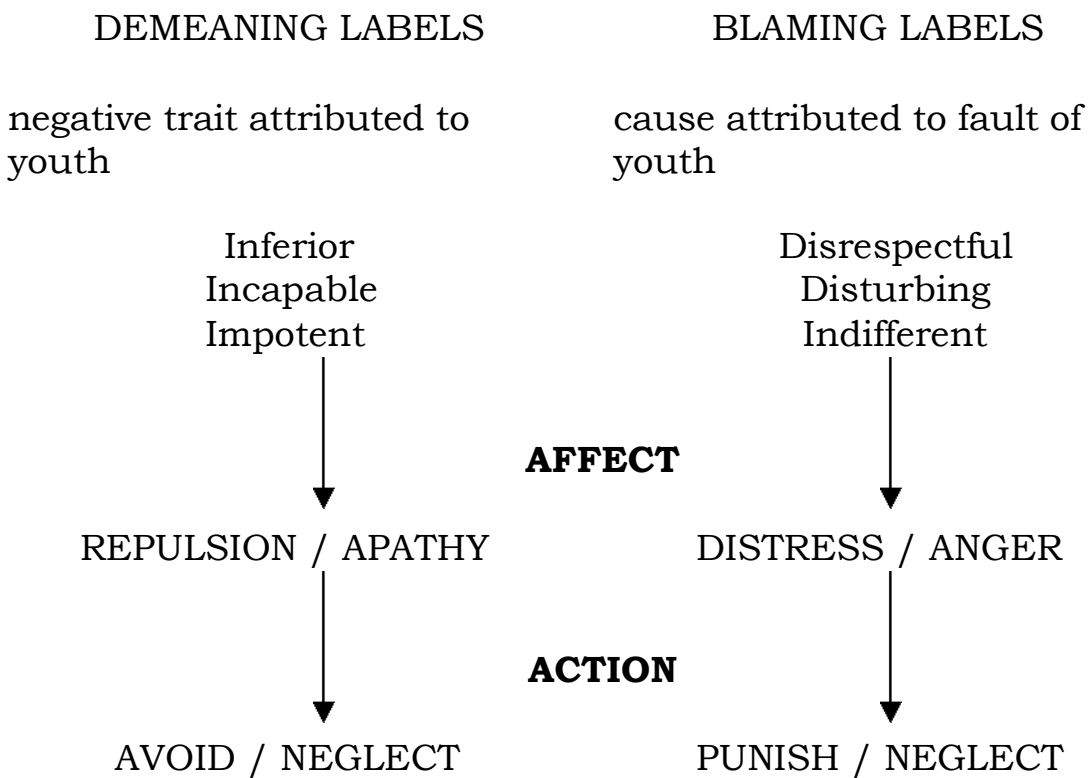 DEMEANING LABELS
BLAMING LABELS
negative trait attributed to
youth
cause attributed to fault of
youth
Inferior
Incapable
Impotent
Disrespectful
Disturbing
Indifferent
AFFECT
REPULSION / APATHY
DISTRESS / ANGER
ACTION
AVOID / NEGLECT
PUNISH / NEGLECT